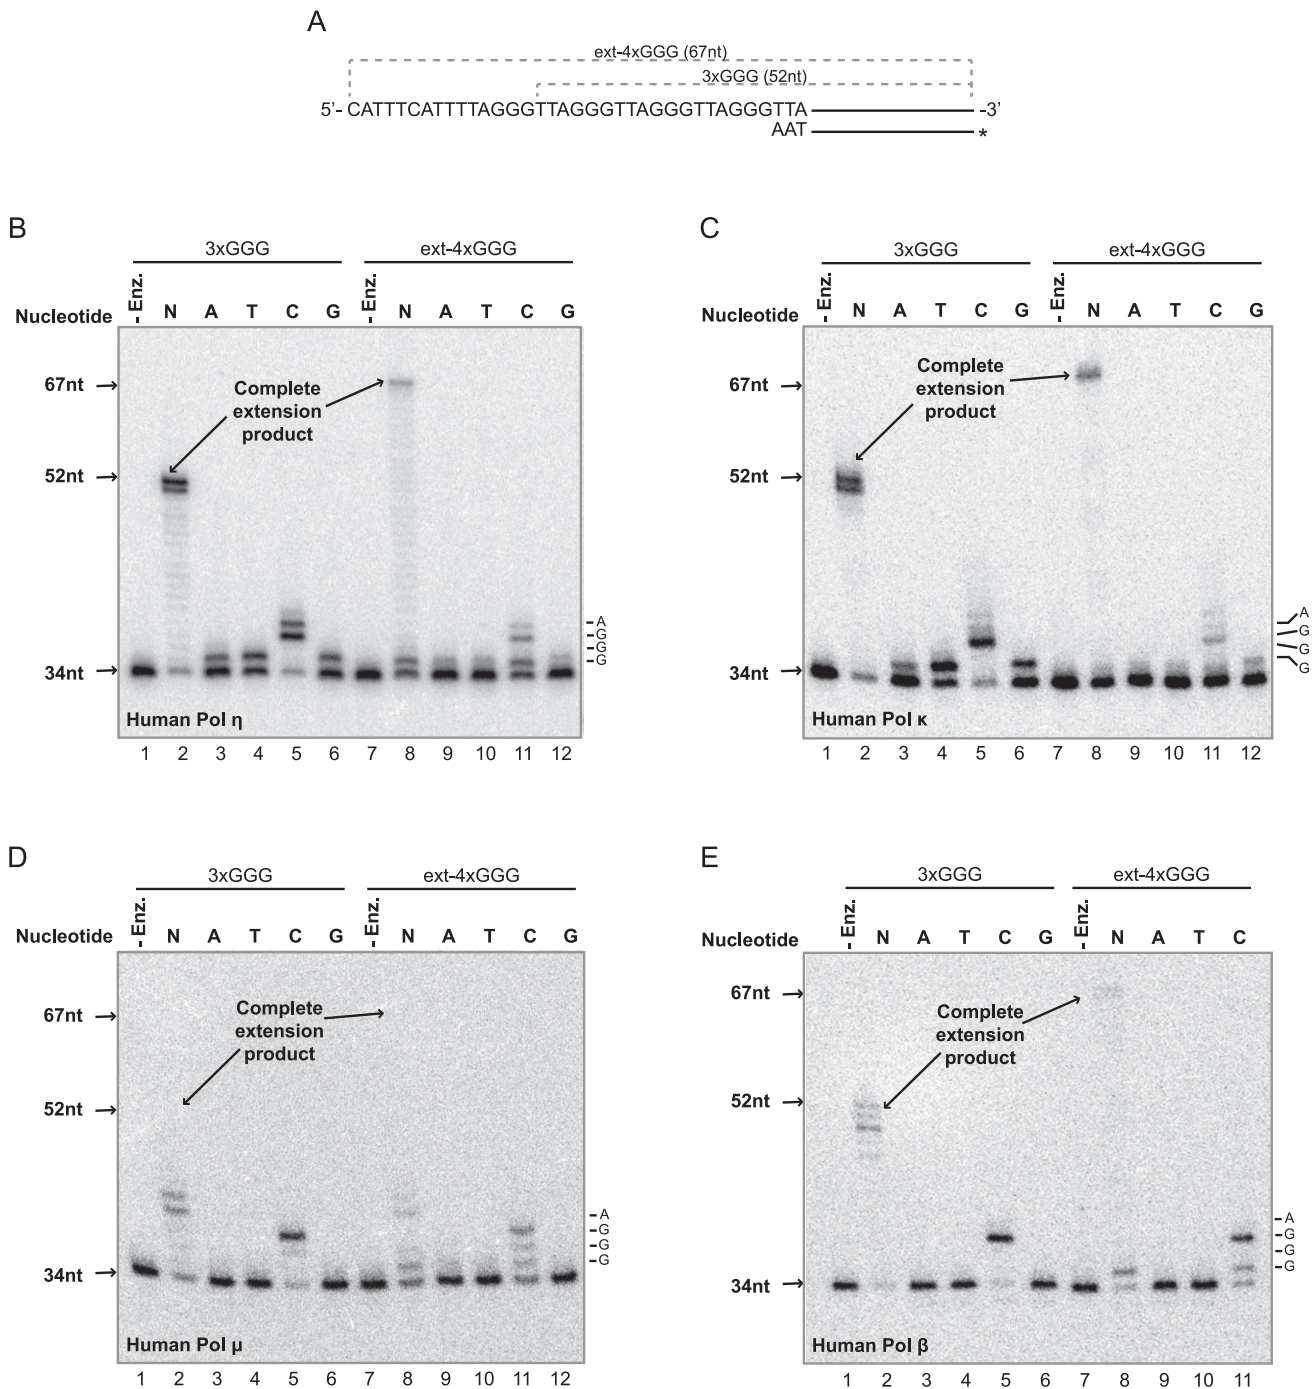 A
ext-4xGGG (67nt)
3xGGG (52nt)
5'- CATTTCATTTTAGGGTTAGGGTTAGGGTTAGGGTTA -3'
AAT *
B
3xGGG ext-4xGGG
Nucleotide - Enz. N A T C G - Enz. N A T C G
67nt
52nt
34nt
Complete
extension
product
A
G
G
G
Human Pol η
1 2 3 4 5 6 7 8 9 10 11 12
C
3xGGG ext-4xGGG
Nucleotide - Enz. N A T C G - Enz. N A T C G
67nt
52nt
34nt
Complete
extension
product
A
G
G
G
Human Pol κ
1 2 3 4 5 6 7 8 9 10 11 12
D
3xGGG ext-4xGGG
Nucleotide - Enz. N A T C G - Enz. N A T C G
67nt
52nt
34nt
Complete
extension
product
A
G
G
G
Human Pol μ
1 2 3 4 5 6 7 8 9 10 11 12
E
3xGGG ext-4xGGG
Nucleotide - Enz. N A T C G - Enz. N A T C
67nt
52nt
34nt
Complete
extension
product
A
G
G
G
Human Pol β
1 2 3 4 5 6 7 8 9 10 11